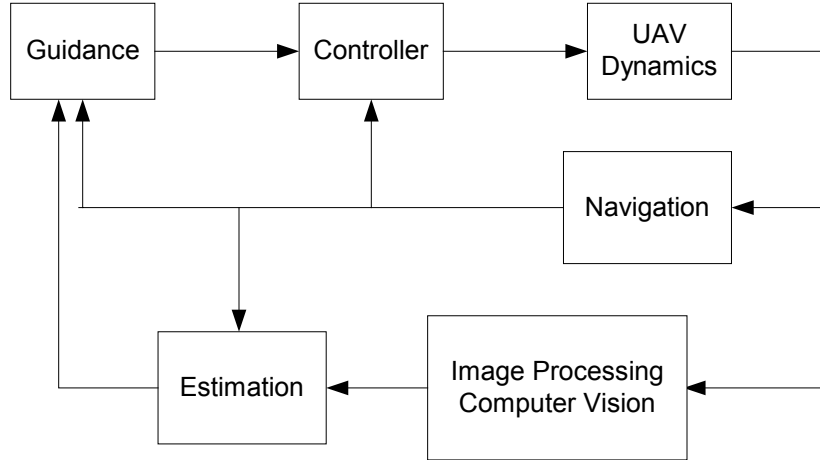 Guidance
Controller
UAV
Dynamics
Navigation
Estimation
Image Processing
Computer Vision